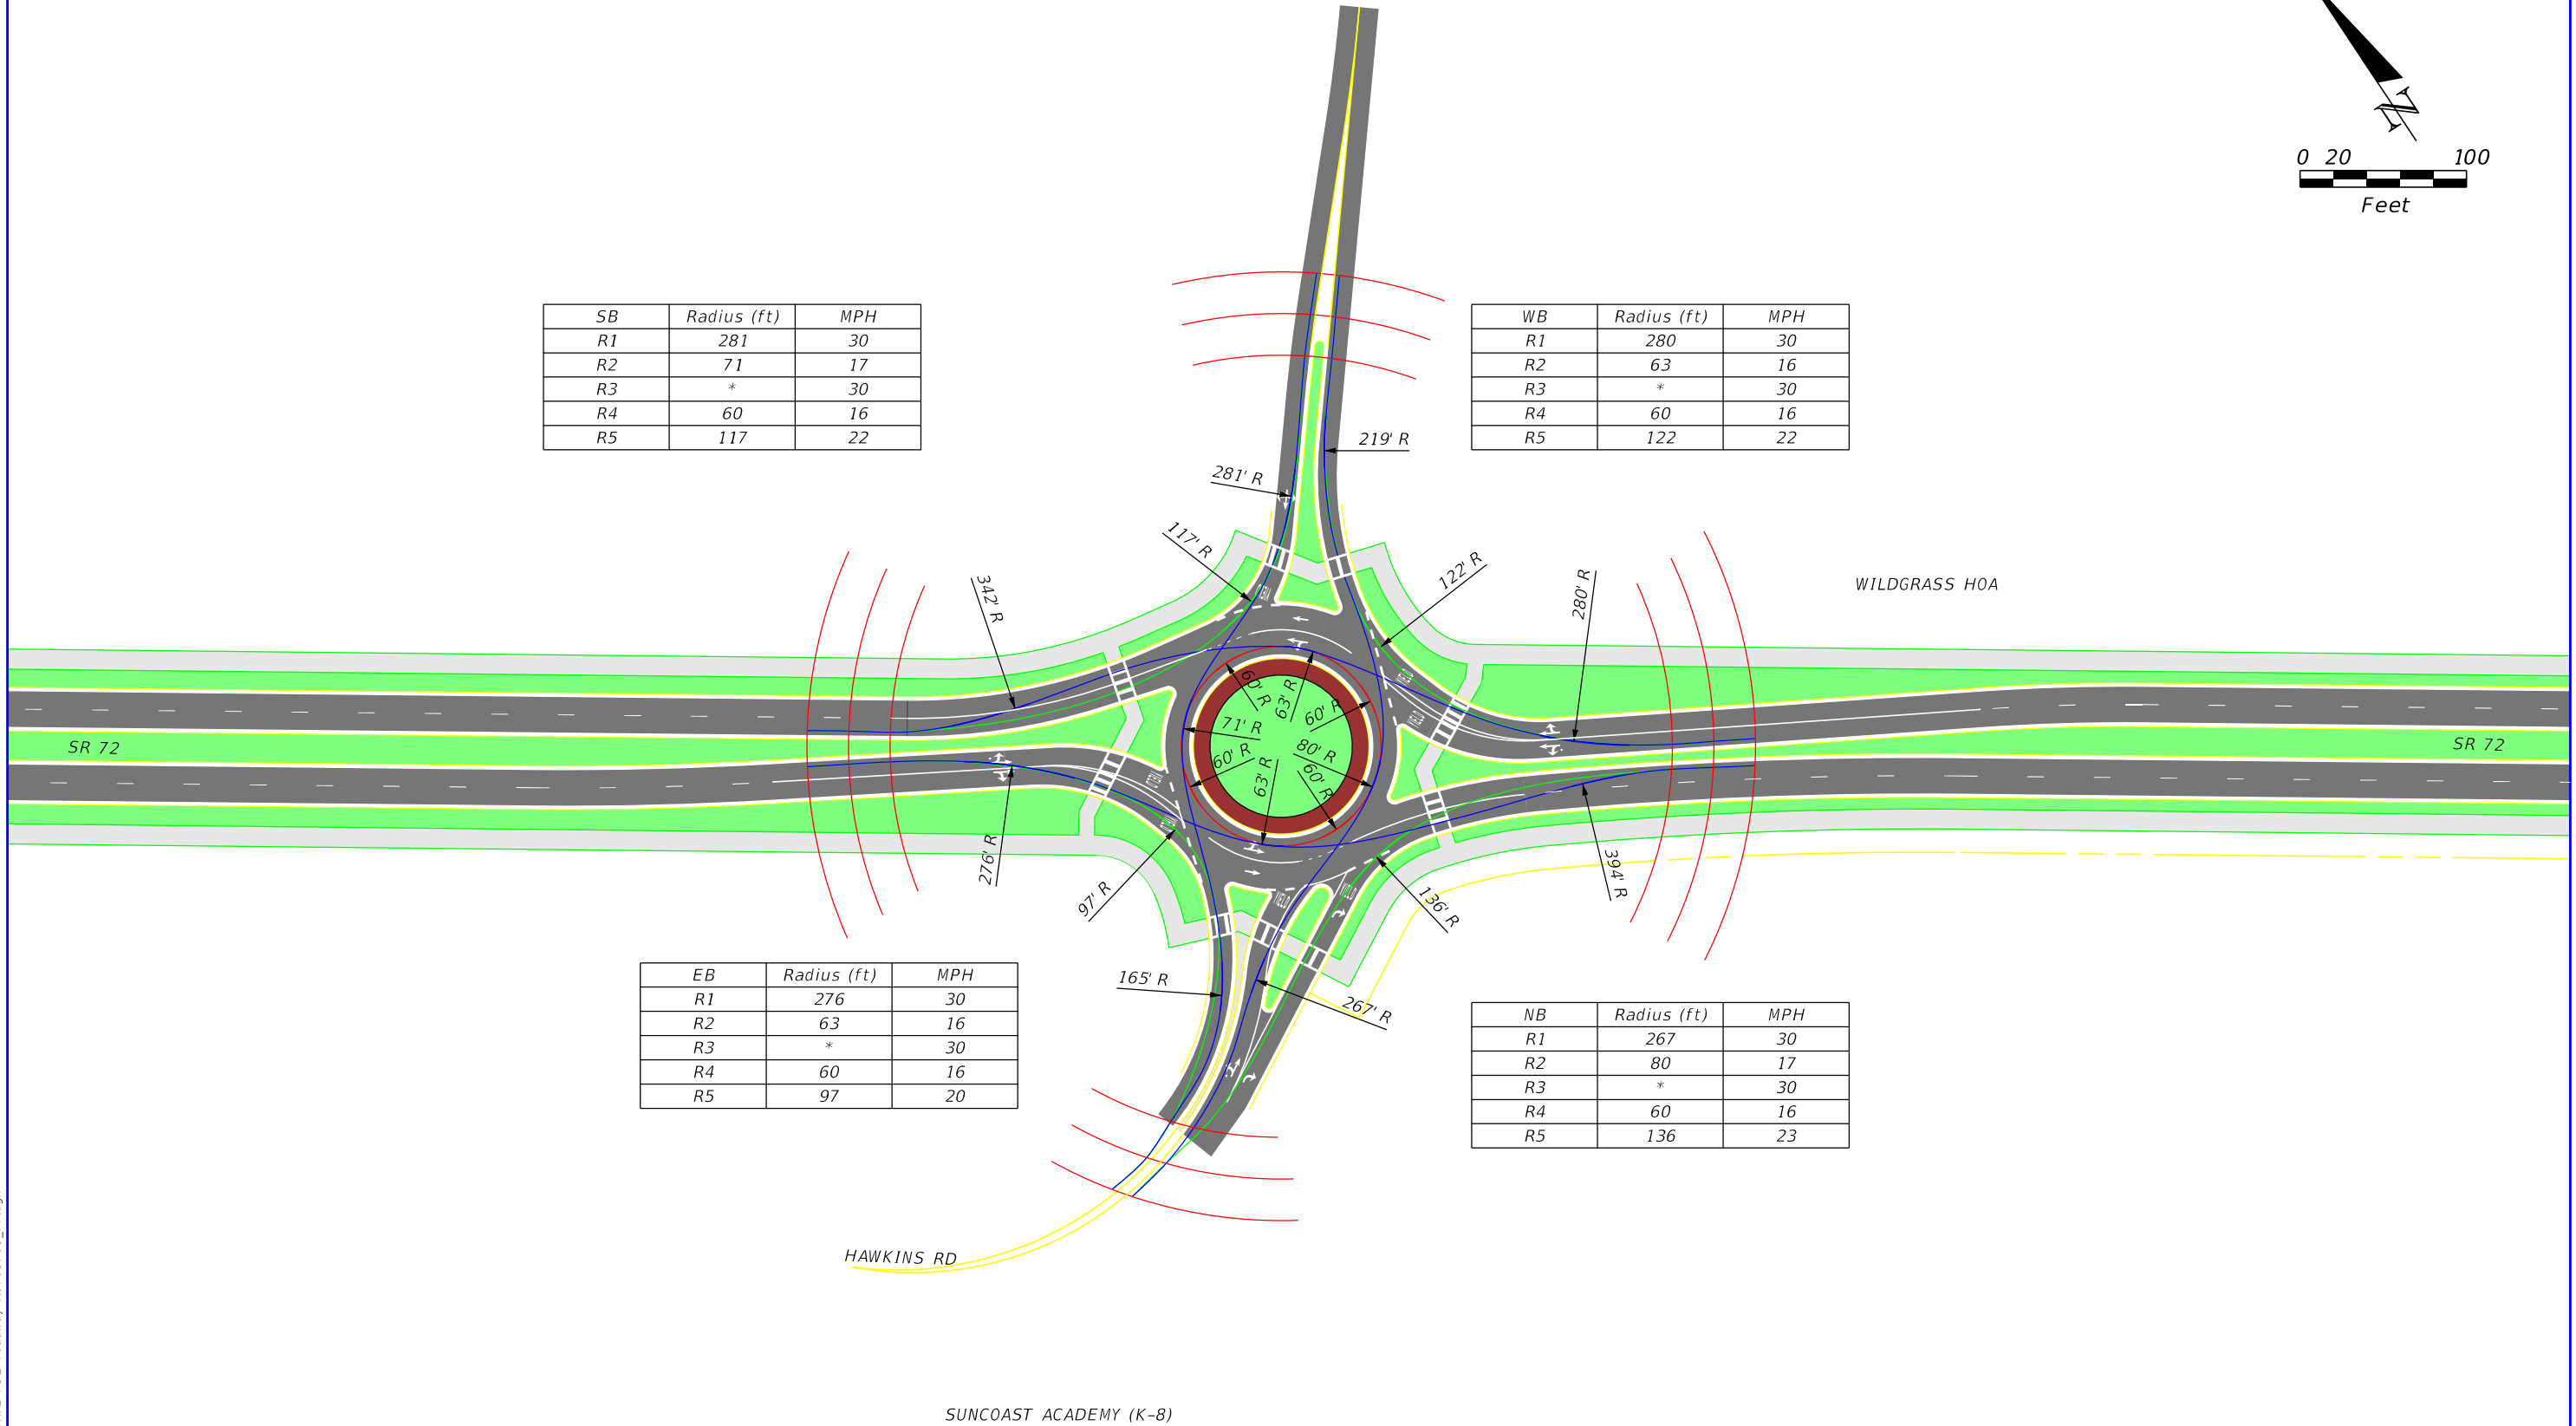 N
0 20 100
Feet
SB Radius (ft) MPH
R1 281 30
R2 71 17
R3 * 30
R4 60 16
R5 117 22
WB Radius (ft) MPH
R1 280 30
R2 63 16
R3 * 30
R4 60 16
R5 122 22
219' R
281' R
117' R
122' R
342' R
280' R
WILDGRASS HOA
60' R
63' R
60' R
71' R
80' R
60' R
63' R
60' R
SR 72
SR 72
276' R
97' R
136' R
394' R
165' R
267' R
EB Radius (ft) MPH
R1 276 30
R2 63 16
R3 * 30
R4 60 16
R5 97 20
NB Radius (ft) MPH
R1 267 30
R2 80 17
R3 * 30
R4 60 16
R5 136 23
HAWKINS RD
SUNCOAST ACADEMY (K-8)